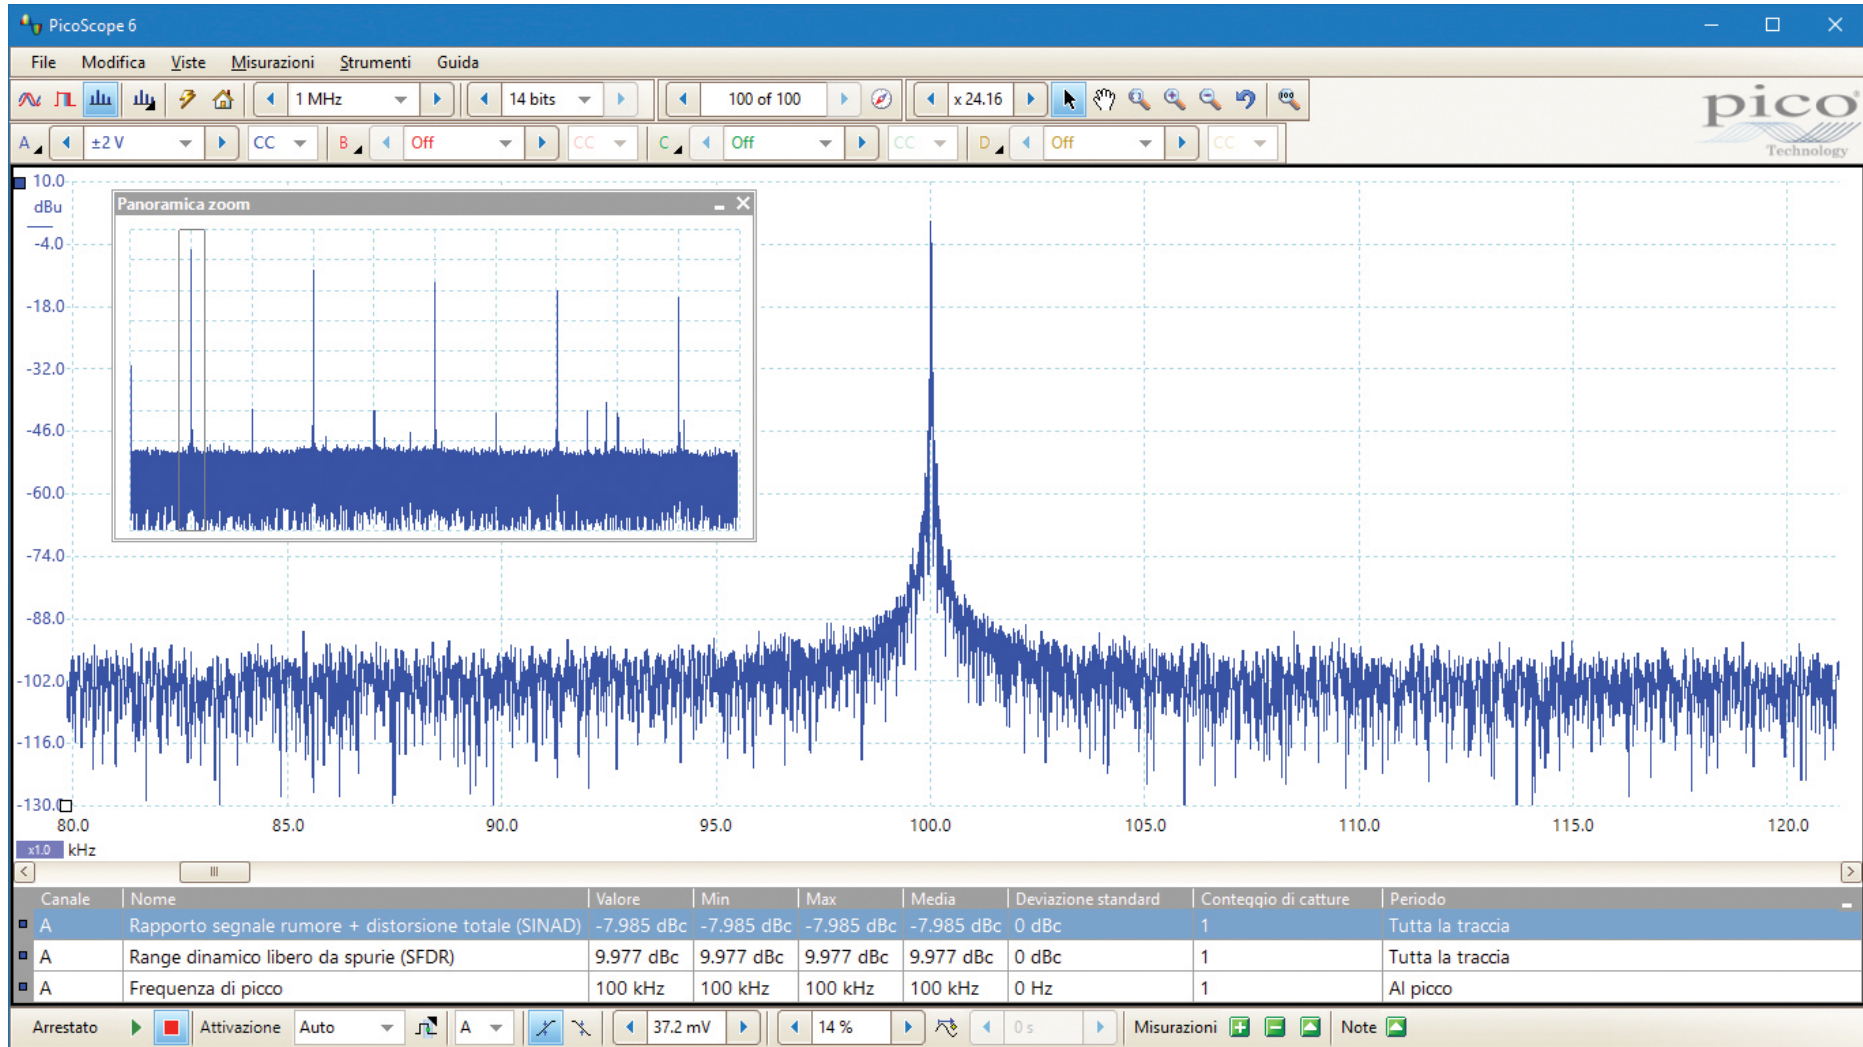 PicoScope 6
File Modifica Viste Misurazioni Strumenti Guida
1 MHz 14 bits 100 of 100 x 24.16
pico
Technology
A ±2 V CC B Off CC C Off CC D Off CC
10.0
dBu
Panoramica zoom
-4.0
-18.0
-32.0
-46.0
-60.0
-74.0
-88.0
-102.0
-116.0
-130.0
80.0 85.0 90.0 95.0 100.0 105.0 110.0 115.0 120.0
x1.0 kHz
Canale Nome Valore Min Max Media Deviazione standard Conteggio di catture Periodo
A Rapporto segnale rumore + distorsione totale (SINAD) -7.985 dBc -7.985 dBc -7.985 dBc -7.985 dBc 0 dBc 1 Tutta la traccia
A Range dinamico libero da spurie (SFDR) 9.977 dBc 9.977 dBc 9.977 dBc 9.977 dBc 0 dBc 1 Tutta la traccia
A Frequenza di picco 100 kHz 100 kHz 100 kHz 100 kHz 0 Hz 1 Al picco
Arrestato Attivazione Auto A 37.2 mV 14 % 0 s Misurazioni Note